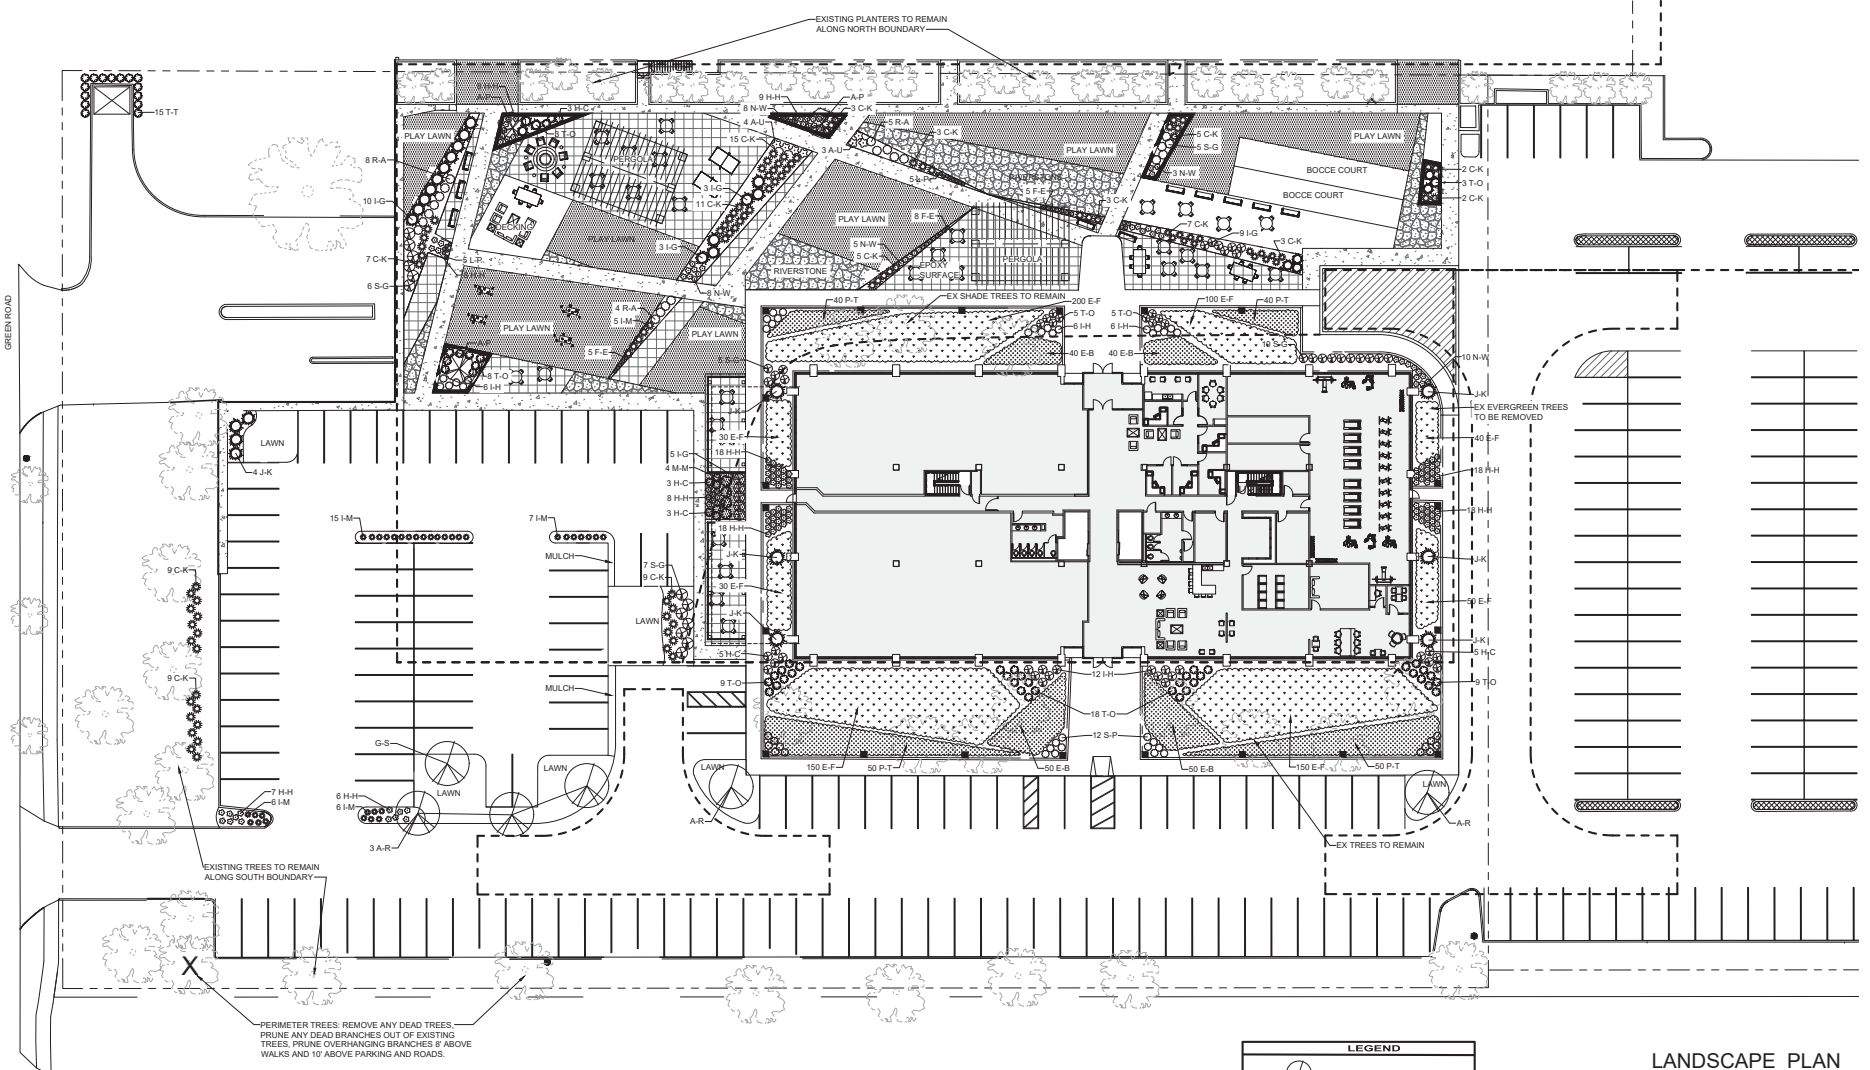 EXISTING PLANTERS TO REMAIN
ALONG NORTH BOUNDARY
15 T-T
PLAY LAWN
3 H-C
8 T-O
PERGOLA
9 H-H
8 N-W
4 A-U
15 C-K
A-P
3 C-K
5 R-A
3 C-K
3 A-U
PLAY LAWN
5 C-K
5 S-G
3 N-W
PLAY LAWN
BOCCE COURT
BOCCE COURT
2 C-K
3 T-O
2 C-K
8 R-A
10 I-G
7 C-K
6 S-G
5 L-P
DECKING
PLAY LAWN
3 I-G
11 C-K
3 I-G
8 N-W
5 L-P
RIVERSTONE
5 F-E
3 C-K
PLAY LAWN
8 F-E
5 N-W
5 C-K
RIVERSTONE
EPOXY
SURFACE
PERGOLA
7 C-K
9 I-G
3 C-K
GREEN ROAD
PLAY LAWN
4 R-A
5 I-M
5 F-E
PLAY LAWN
A-P
8 T-O
6 I-H
40 P-T
EX SHADE TREES TO REMAIN
200 E-F
5 T-O
6 I-H
40 E-B
5 T-O
6 I-H
40 E-B
100 E-F
40 P-T
10 S-G
10 N-W
J-K
EX EVERGREEN TREES
TO BE REMOVED
40 E-F
18 H-H
18 H-H
J-K
50 E-F
J-K
5 H-C
9 T-O
J-K
30 E-F
18 H-H
5 I-G
4 M-M
3 H-C
8 H-H
3 H-C
18 H-H
J-K
30 E-F
J-K
5 H-C
9 T-O
LAWN
4 J-K
15 I-M
7 I-M
MULCH
7 S-G
9 C-K
LAWN
MULCH
9 C-K
9 C-K
G-S
LAWN
LAWN
LAWN
7 H-H
6 I-M
6 H-H
6 I-M
3 A-R
A-R
150 E-F
50 P-T
50 E-B
12 I-H
18 T-O
12 S-P
50 E-B
150 E-F
50 P-T
LAWN
A-R
EX TREES TO REMAIN
EXISTING TREES TO REMAIN
ALONG SOUTH BOUNDARY
X
PERIMETER TREES: REMOVE ANY DEAD TREES,
PRUNE ANY DEAD BRANCHES OUT OF EXISTING
TREES, PRUNE OVERHANGING BRANCHES 8' ABOVE
WALKS AND 10' ABOVE PARKING AND ROADS.
LEGEND
LANDSCAPE PLAN